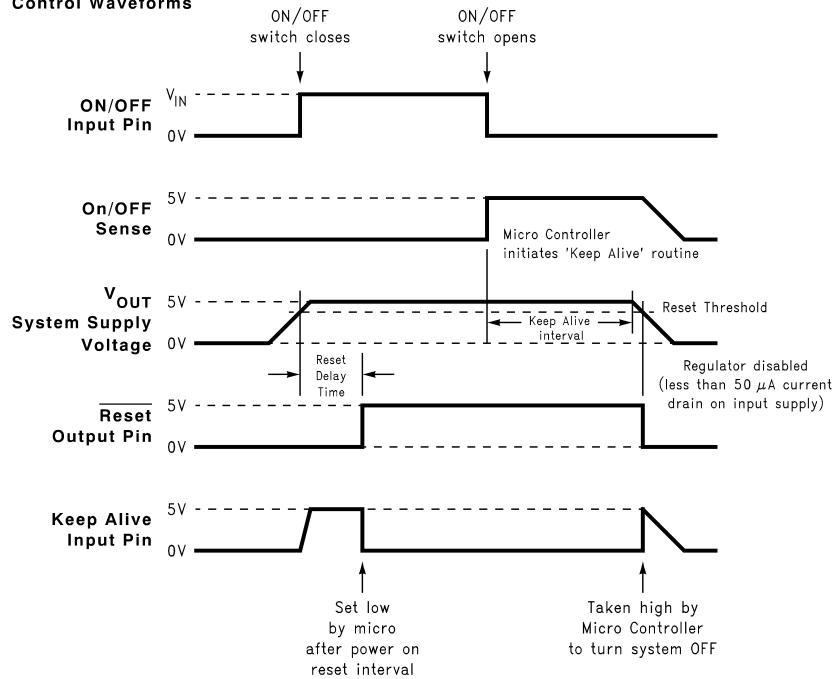 Control Waveforms
ON/OFF
switch closes
ON/OFF
switch opens
ON/OFF
Input Pin
VIN
0V
On/OFF
Sense
5V
0V
Micro Controller
initiates 'Keep Alive' routine
VOUT
System Supply
Voltage
5V
0V
Reset Threshold
Keep Alive
interval
Reset
Delay
Time
Regulator disabled
(less than 50 μA current
drain on input supply)
Reset
Output Pin
5V
0V
Keep Alive
Input Pin
5V
0V
Set low
by micro
after power on
reset interval
Taken high by
Micro Controller
to turn system OFF